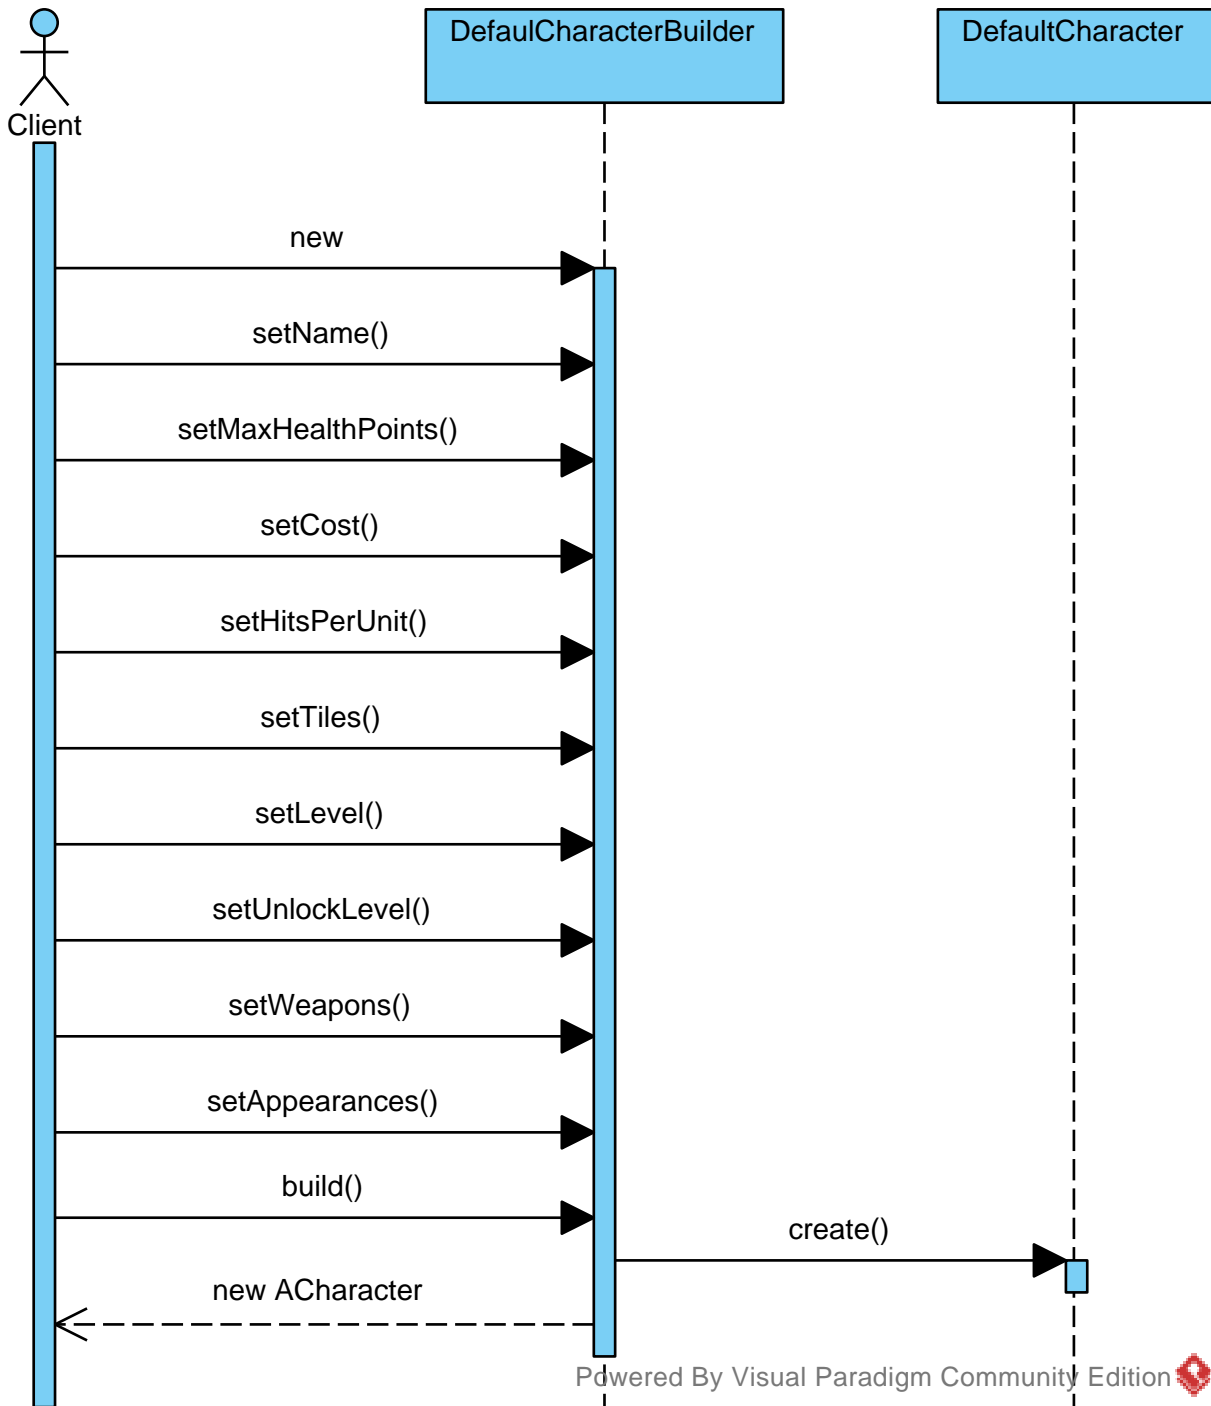 DefaulCharacterBuilder
DefaultCharacter
Client
new
setName()
setMaxHealthPoints()
setCost()
setHitsPerUnit()
setTiles()
setLevel()
setUnlockLevel()
setWeapons()
setAppearances()
build()
create()
new ACharacter
Powered By Visual Paradigm Community Edition